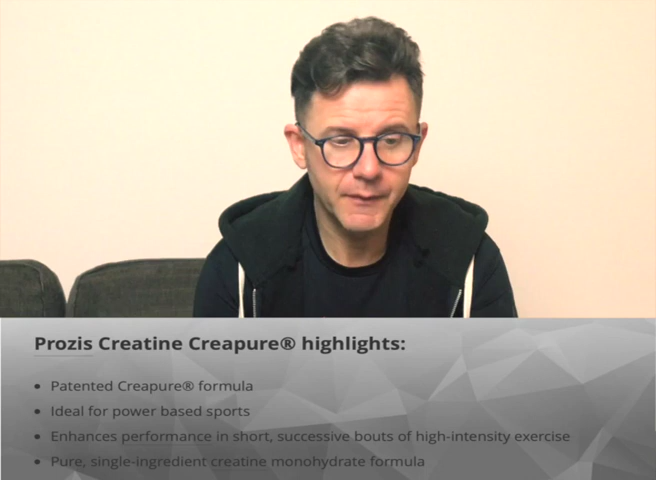 Prozis Creatine Creapure® highlights:
• Patented Creapure® formula
• Ideal for power based sports
• Enhances performance in short, successive bouts of high-intensity exercise
• Pure, single-ingredient creatine monohydrate formula